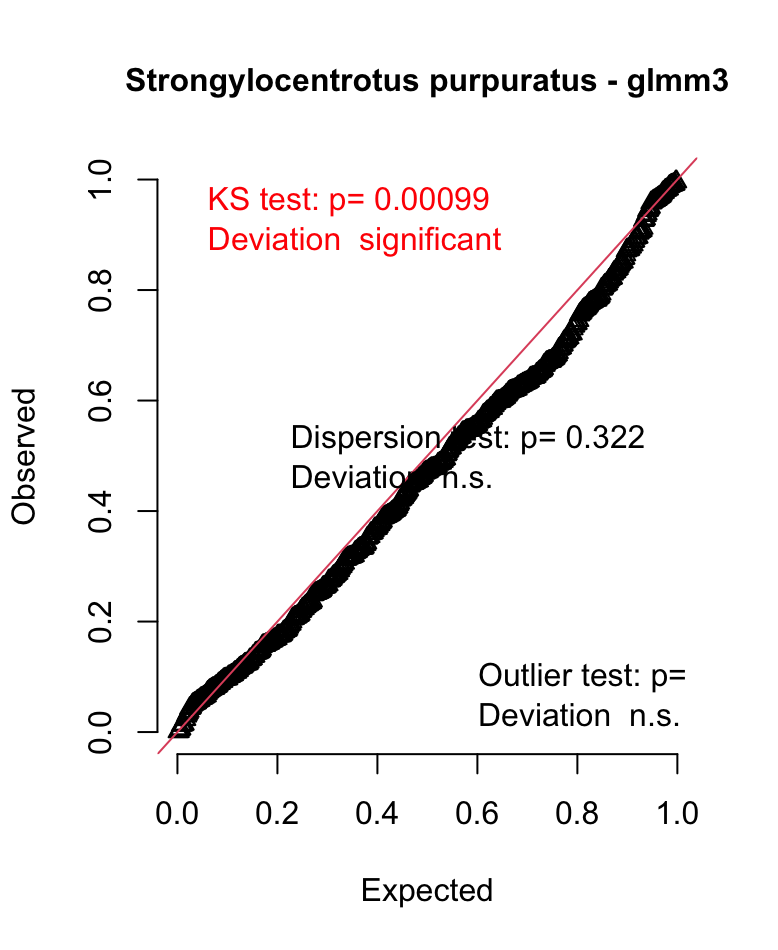 Strongylocentrotus purpuratus - glmm3
KS test: p= 0.00099
Deviation  significant
Dispersion test: p= 0.322
Deviation  n.s.
Outlier test: p=
Deviation  n.s.
Observed
1.0
0.8
0.6
0.4
0.2
0.0
0.0 0.2 0.4 0.6 0.8 1.0
Expected